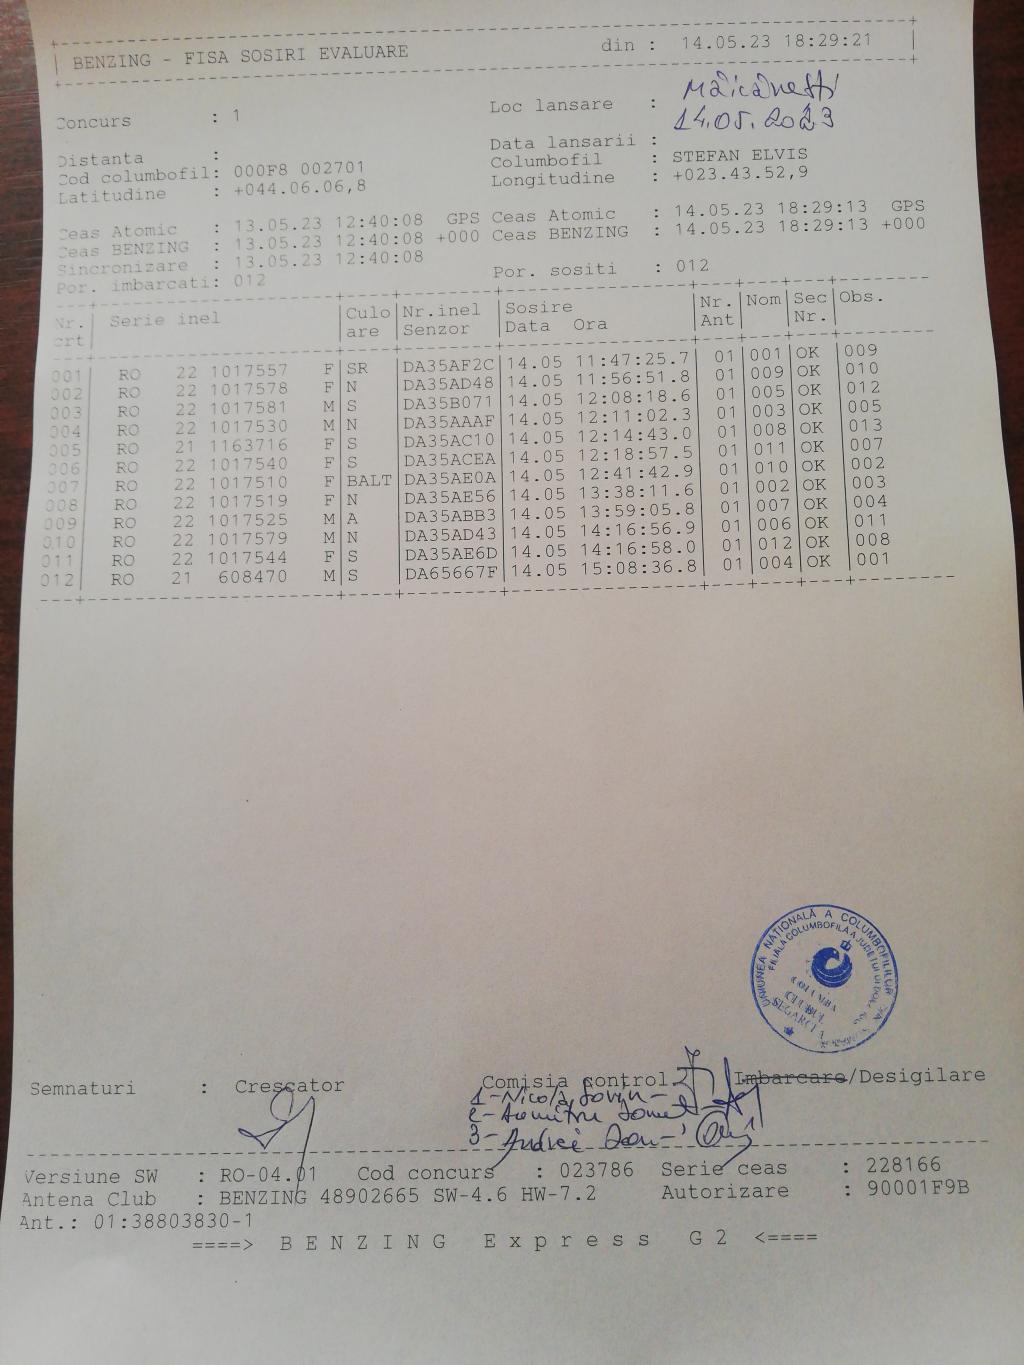 BENZING - FISA SOSIRI EVALUARE din : 14.05.23 18:29:21
Concurs : 1 Loc lansare : Măicănești
Distanta : Data lansarii : 14.05.2023
Cod columbofil: 000F8 002701 Columbofil : STEFAN ELVIS
Latitudine : +044.06.06,8 Longitudine : +023.43.52,9
Ceas Atomic : 13.05.23 12:40:08 GPS Ceas Atomic : 14.05.23 18:29:13 GPS
Ceas BENZING : 13.05.23 12:40:08 +000 Ceas BENZING : 14.05.23 18:29:13 +000
Sincronizare : 13.05.23 12:40:08
Por. imbarcati: 012 Por. sositi : 012
Nr. crt Serie inel Culo are Nr.inel Senzor Sosire Data Ora Nr. Ant Nom Sec Nr. Obs.
001 RO 22 1017557 F SR DA35AF2C 14.05 11:47:25.7 01 001 OK 009
002 RO 22 1017578 F N DA35AD48 14.05 11:56:51.8 01 009 OK 010
003 RO 22 1017581 M S DA35B071 14.05 12:08:18.6 01 005 OK 012
004 RO 22 1017530 M N DA35AAAF 14.05 12:11:02.3 01 003 OK 005
005 RO 21 1163716 F S DA35AC10 14.05 12:14:43.0 01 008 OK 013
006 RO 22 1017540 F S DA35ACEA 14.05 12:18:57.5 01 011 OK 007
007 RO 22 1017510 F BALT DA35AE0A 14.05 12:41:42.9 01 010 OK 002
008 RO 22 1017519 F N DA35AE56 14.05 13:38:11.6 01 002 OK 003
009 RO 22 1017525 M A DA35ABB3 14.05 13:59:05.8 01 007 OK 004
010 RO 22 1017579 M N DA35AD43 14.05 14:16:56.9 01 006 OK 011
011 RO 22 1017544 F S DA35AE6D 14.05 14:16:58.0 01 012 OK 008
012 RO 21 608470 M S DA65667F 14.05 15:08:36.8 01 004 OK 001
UNIUNEA NAȚIONALĂ A COLUMBOFILILOR
FILIALA COLUMBOFILA A JUDETULUI DOLJ
COLUMBA
CLUBUL
SEGARCEA
Semnaturi : Crescator Comisia control Imbarcare/Desigilare
1-Nicola
2-Dumitru
3-Andrei
Versiune SW : RO-04.01 Cod concurs : 023786 Serie ceas : 228166
Antena Club : BENZING 48902665 SW-4.6 HW-7.2 Autorizare : 90001F9B
Ant.: 01:38803830-1
====> BENZING Express G2 <====